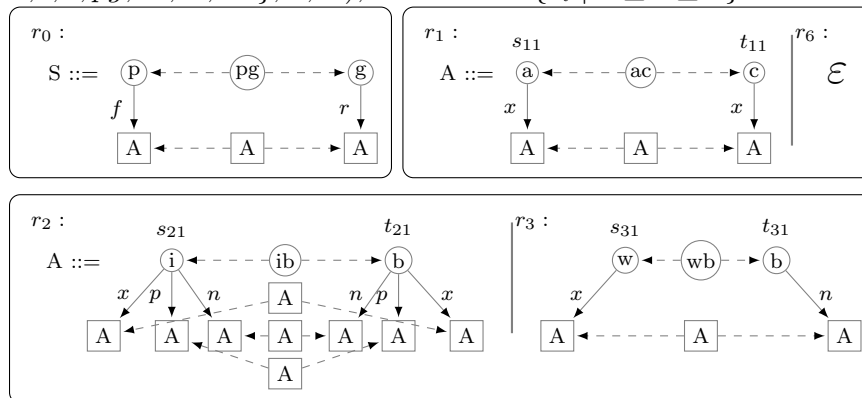 r₀ :
S ::= p pg g
f r
A A A
r₁ :
s₁₁ t₁₁
A ::= a ac c
x x
A A A
r₆ :
ε
r₂ :
s₂₁ t₂₁
A ::= i ib b
x p n n p x
A
A A A A A A A
A
r₃ :
s₃₁ t₃₁
w wb b
x n
A A A